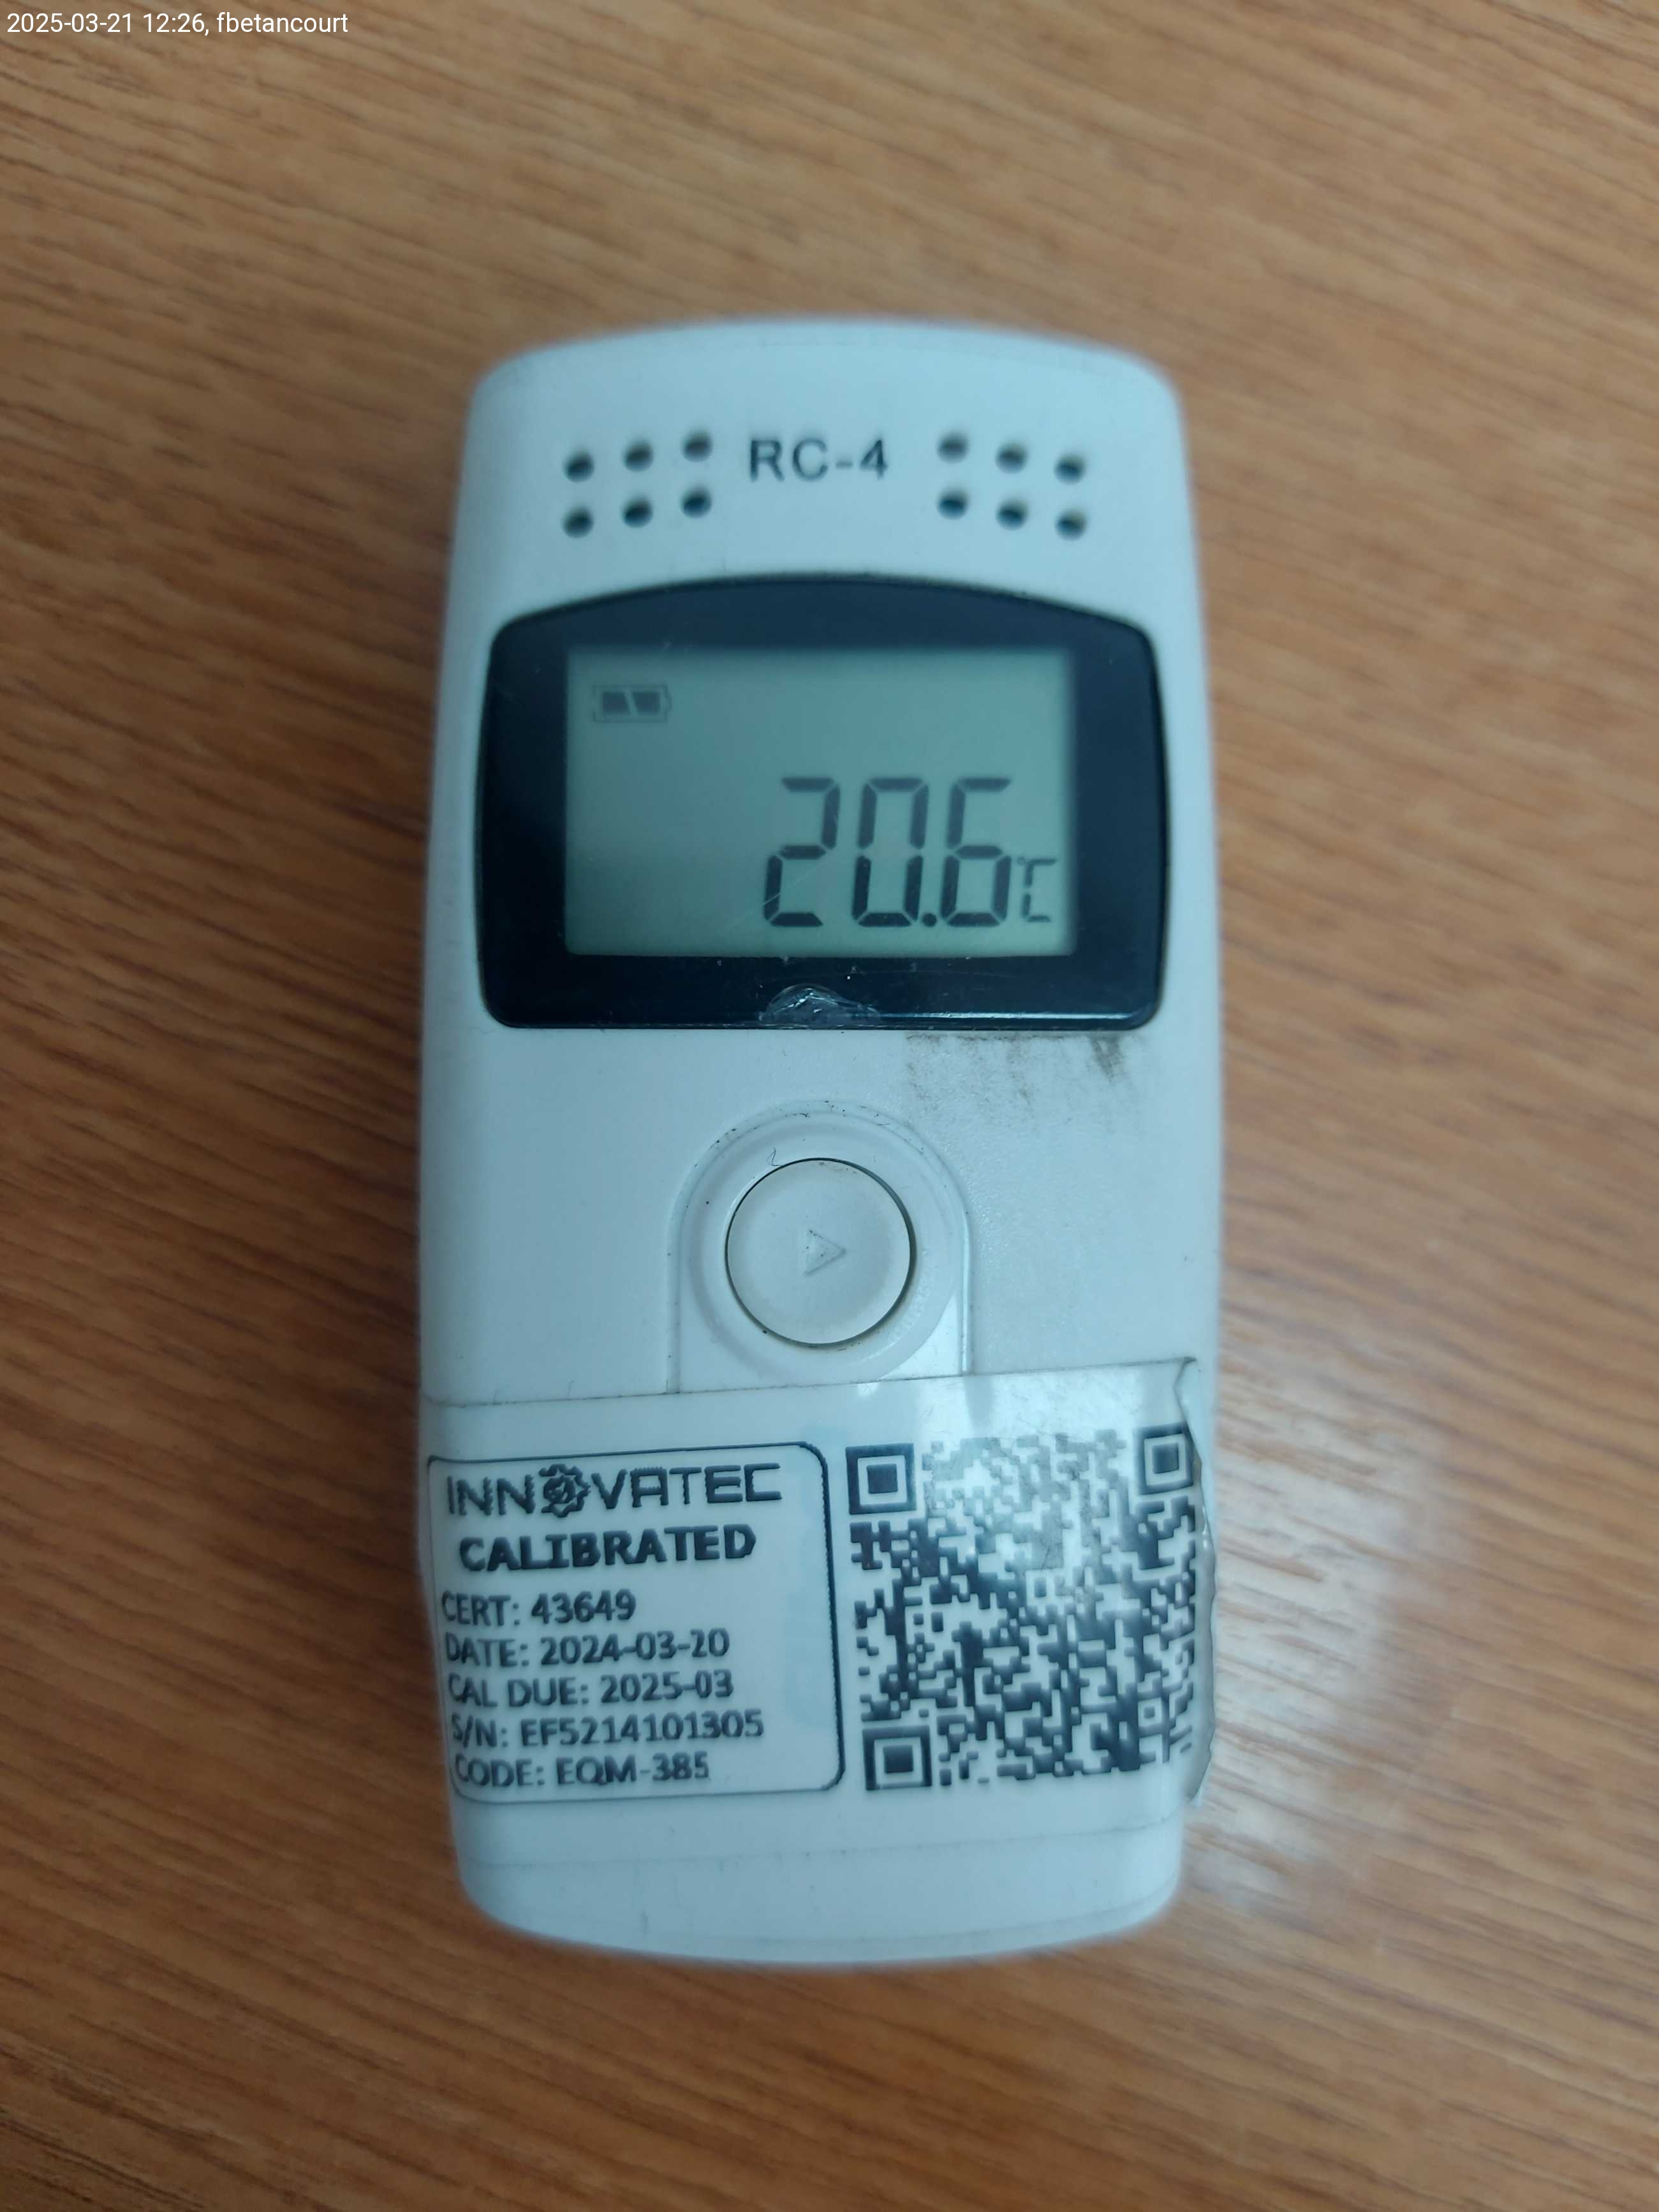 2025-03-21 12:26, fbetancourt
RC-4
20.6°C
INNOVATEC
CALIBRATED
CERT: 43649
DATE: 2024-03-20
CAL DUE: 2025-03
S/N: EF5214101305
CODE: EQM-385